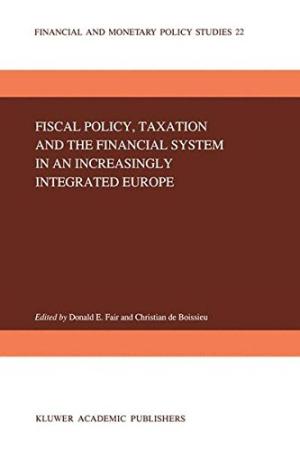 FINANCIAL AND MONETARY POLICY STUDIES 22
FISCAL POLICY, TAXATION
AND THE FINANCIAL SYSTEM
IN AN INCREASINGLY
INTEGRATED EUROPE
Edited by Donald E. Fair and Christian de Boissieu
KLUWER ACADEMIC PUBLISHERS